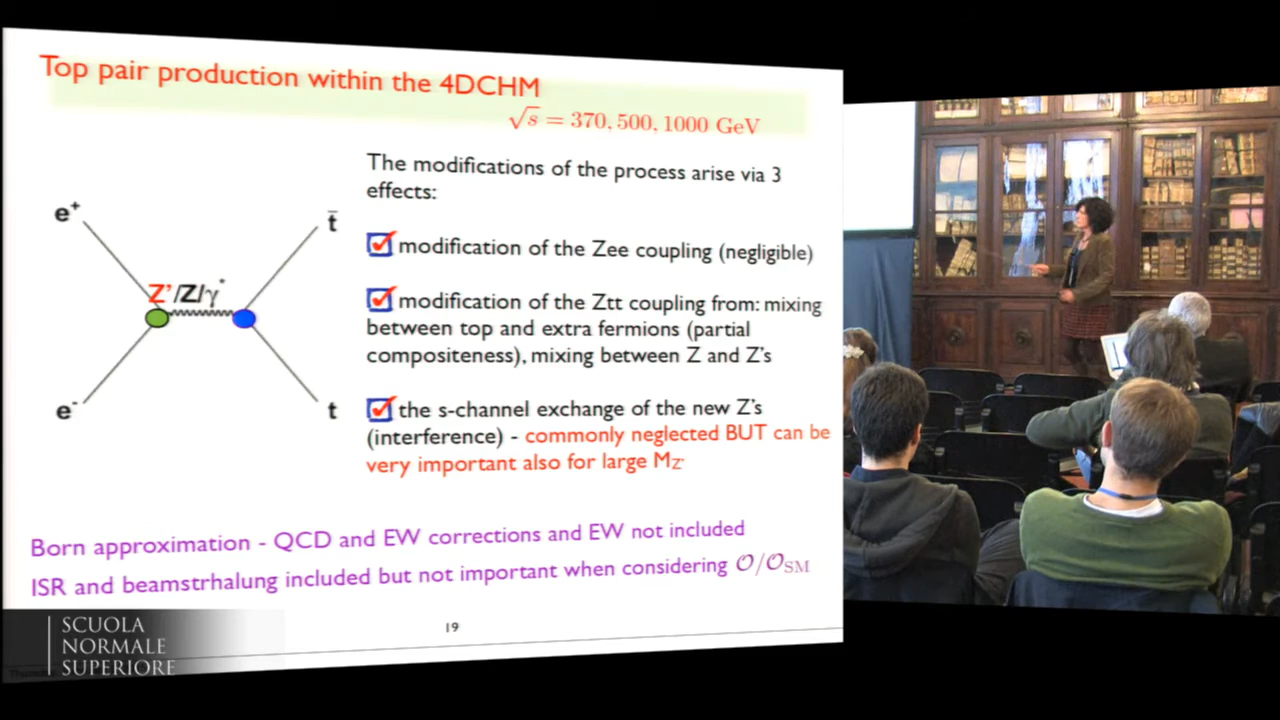 Top pair production within the 4DCHM
√s = 370, 500, 1000 GeV
The modifications of the process arise via 3
effects:
modification of the Zee coupling (negligible)
modification of the Ztt coupling from: mixing
between top and extra fermions (partial
compositeness), mixing between Z and Z's
the s-channel exchange of the new Z's
(interference) - commonly neglected BUT can be
very important also for large MZ'
e+
t̄
Z'/Z/γ*
e-
t
Born approximation - QCD and EW corrections and EW not included
ISR and beamstrhalung included but not important when considering O/OSM
19
SCUOLA
NORMALE
SUPERIORE